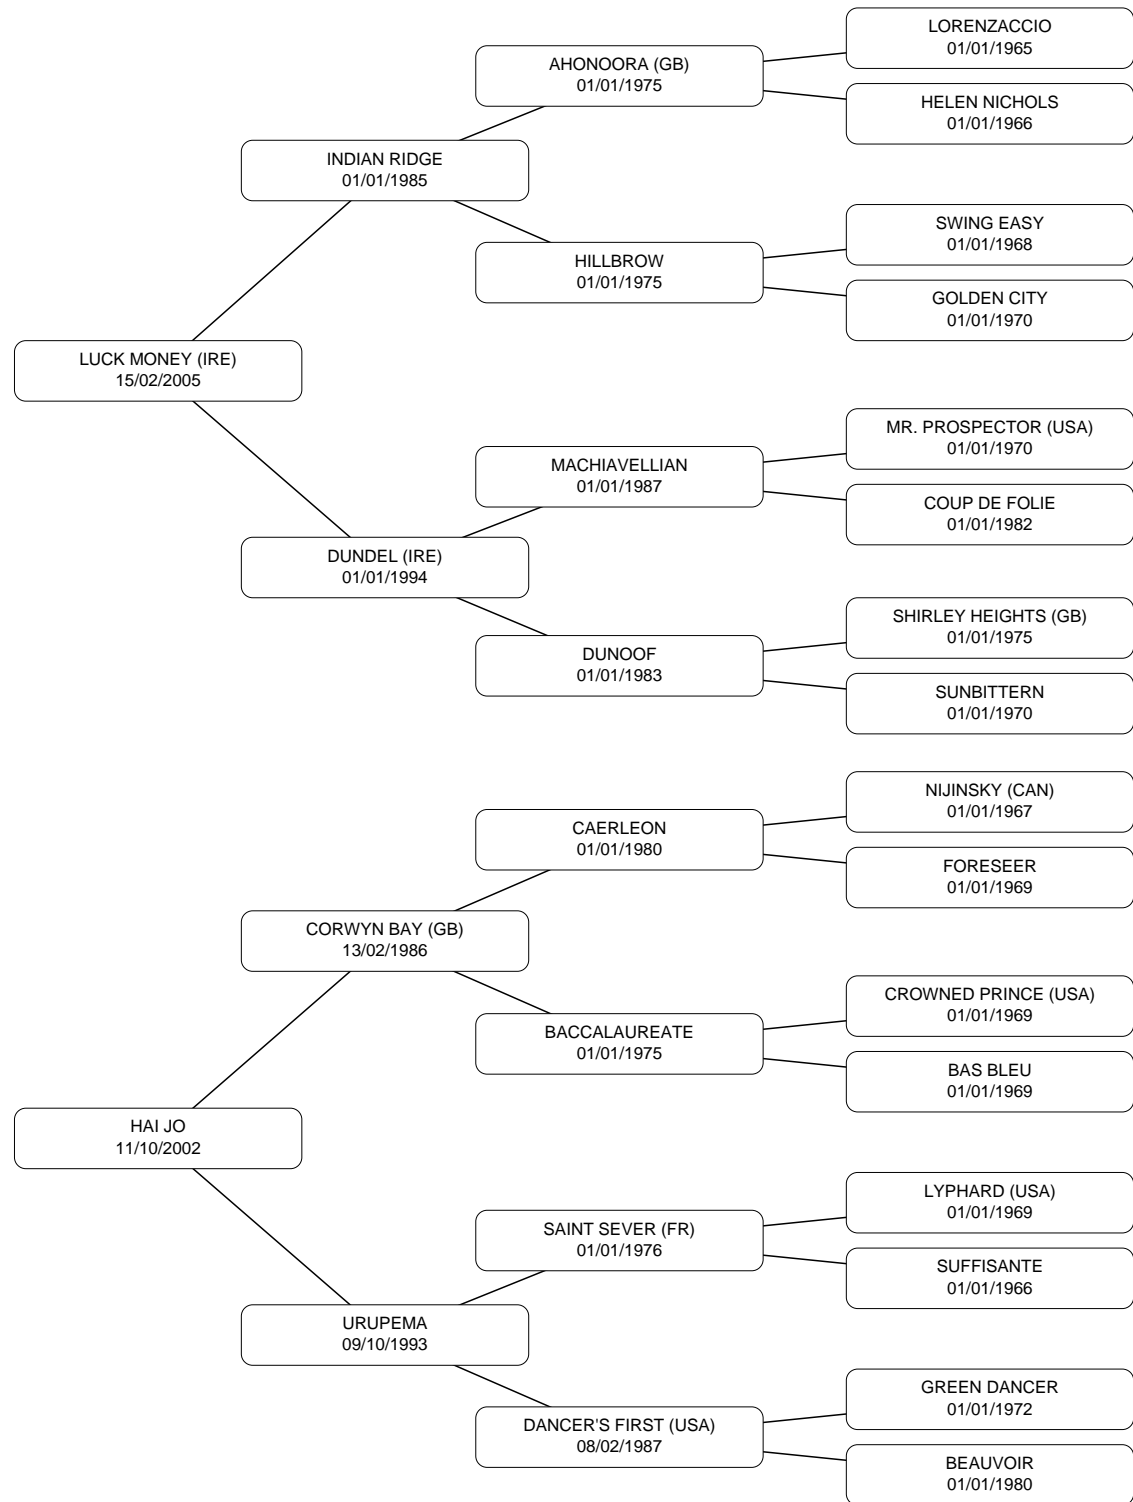 LORENZACCIO
01/01/1965
AHONOORA (GB)
01/01/1975
HELEN NICHOLS
01/01/1966
INDIAN RIDGE
01/01/1985
SWING EASY
01/01/1968
HILLBROW
01/01/1975
GOLDEN CITY
01/01/1970
LUCK MONEY (IRE)
15/02/2005
MR. PROSPECTOR (USA)
01/01/1970
MACHIAVELLIAN
01/01/1987
COUP DE FOLIE
01/01/1982
DUNDEL (IRE)
01/01/1994
SHIRLEY HEIGHTS (GB)
01/01/1975
DUNOOF
01/01/1983
SUNBITTERN
01/01/1970
NIJINSKY (CAN)
01/01/1967
CAERLEON
01/01/1980
FORESEER
01/01/1969
CORWYN BAY (GB)
13/02/1986
CROWNED PRINCE (USA)
01/01/1969
BACCALAUREATE
01/01/1975
BAS BLEU
01/01/1969
HAI JO
11/10/2002
LYPHARD (USA)
01/01/1969
SAINT SEVER (FR)
01/01/1976
SUFFISANTE
01/01/1966
URUPEMA
09/10/1993
GREEN DANCER
01/01/1972
DANCER'S FIRST (USA)
08/02/1987
BEAUVOIR
01/01/1980